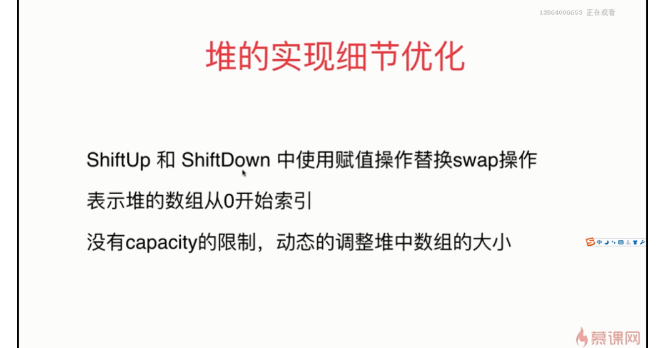 正在观看
堆的实现细节优化
ShiftUp 和 ShiftDown 中使用赋值操作替换swap操作
表示堆的数组从0开始索引
没有capacity的限制，动态的调整堆中数组的大小
中
慕课网